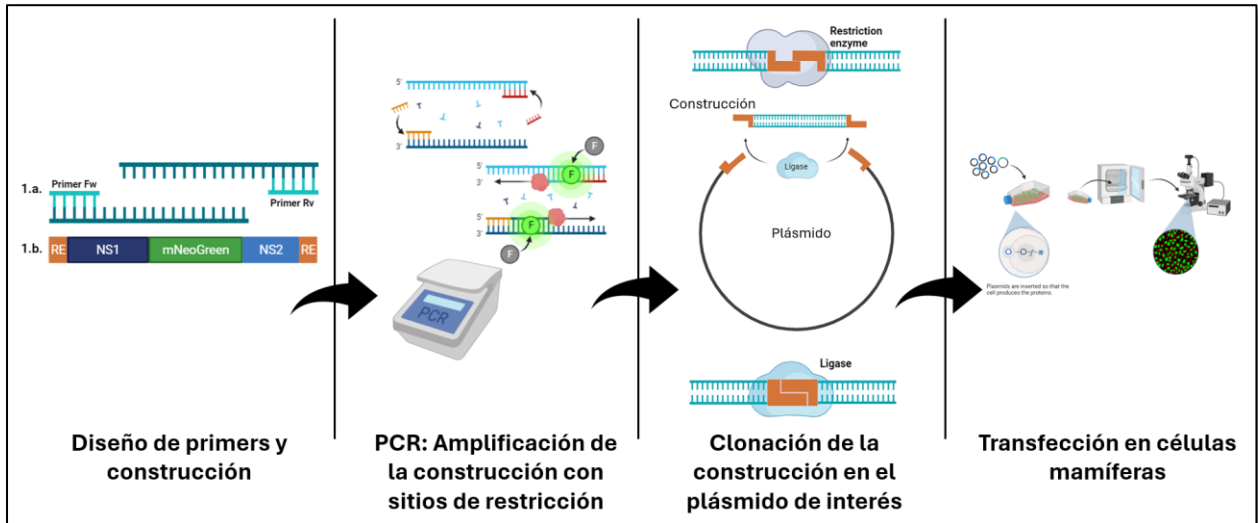 1.a.
Primer Fw
Primer Rv
1.b.
RE
NS1
mNeoGreen
NS2
RE
Diseño de primers y
construcción
5'
3'
F
5'
F
3'
5'
F
3'
F
PCR
PCR: Amplificación de
la construcción con
sitios de restricción
Restriction
enzyme
Construcción
Ligase
Plásmido
Ligase
Clonación de la
construcción en el
plásmido de interés
Plasmids are inserted so that the
cell produces the proteins.
Transfección en células
mamíferas